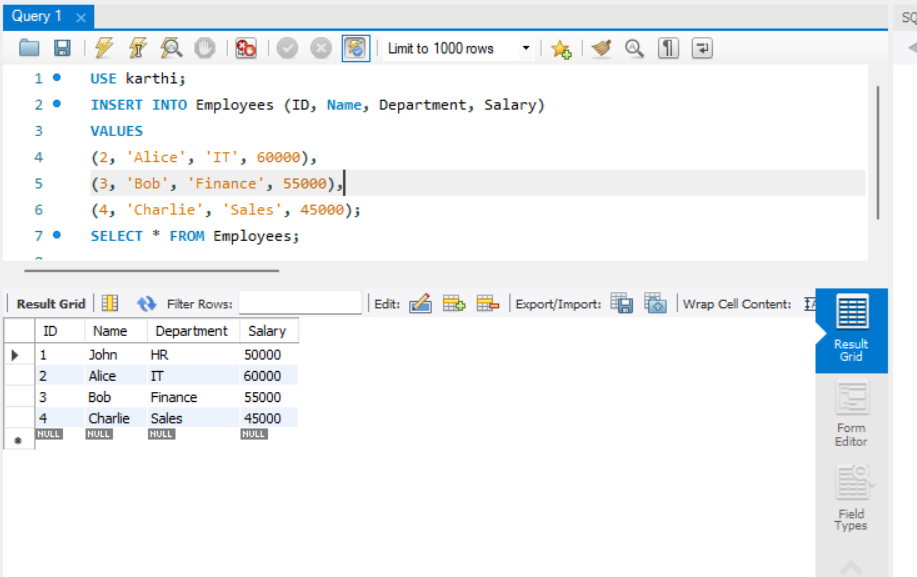 Query 1
SQ
Limit to 1000 rows
1 USE karthi;
2 INSERT INTO Employees (ID, Name, Department, Salary)
3 VALUES
4 (2, 'Alice', 'IT', 60000),
5 (3, 'Bob', 'Finance', 55000),
6 (4, 'Charlie', 'Sales', 45000);
7 SELECT * FROM Employees;
Result Grid Filter Rows: Edit: Export/Import: Wrap Cell Content:
ID Name Department Salary
1 John HR 50000
2 Alice IT 60000
3 Bob Finance 55000
4 Charlie Sales 45000
NULL NULL NULL NULL
Result
Grid
Form
Editor
Field
Types